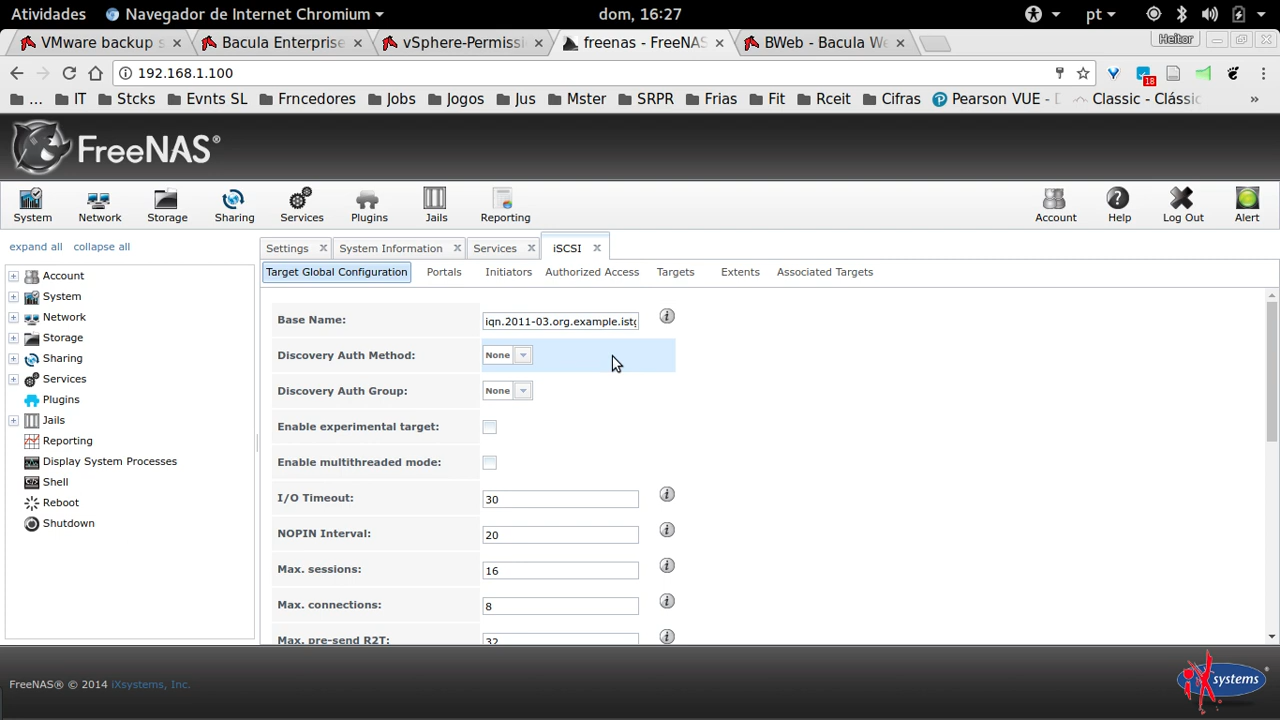 Atividades Navegador de Internet Chromium dom, 16:27 pt
VMware backup s Bacula Enterprise vSphere-Permissi freenas - FreeNAS BWeb - Bacula We Heitor
192.168.1.100 18
... IT Stcks Evnts SL Frncedores Jobs Jogos Jus Mster SRPR Frias Fit Rceit Cifras Pearson VUE - D Classic - Clássic »
FreeNAS®
System Network Storage Sharing Services Plugins Jails Reporting Account Help Log Out Alert
expand all collapse all
Settings System Information Services iSCSI
Target Global Configuration Portals Initiators Authorized Access Targets Extents Associated Targets
Account
System
Network
Storage
Sharing
Services
Plugins
Jails
Reporting
Display System Processes
Shell
Reboot
Shutdown
Base Name: iqn.2011-03.org.example.istg
Discovery Auth Method: None
Discovery Auth Group: None
Enable experimental target:
Enable multithreaded mode:
I/O Timeout: 30
NOPIN Interval: 20
Max. sessions: 16
Max. connections: 8
Max. pre-send R2T: 32
FreeNAS® © 2014 iXsystems, Inc.
iXsystems